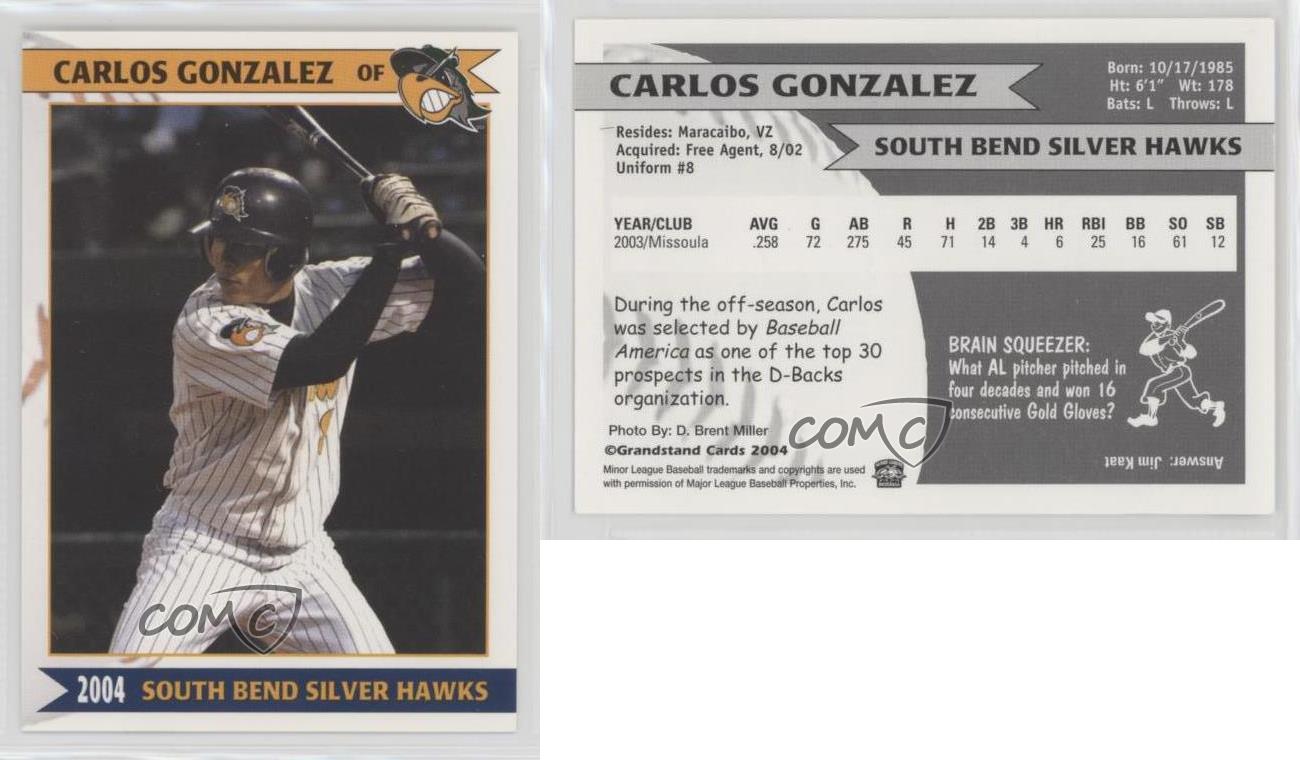 CARLOS GONZALEZ OF
COMC
2004 SOUTH BEND SILVER HAWKS
CARLOS GONZALEZ
Born: 10/17/1985
Ht: 6'1" Wt: 178
Bats: L Throws: L
Resides: Maracaibo, VZ
Acquired: Free Agent, 8/02
Uniform #8
SOUTH BEND SILVER HAWKS
YEAR/CLUB AVG G AB R H 2B 3B HR RBI BB SO SB
2003/Missoula .258 72 275 45 71 14 4 6 25 16 61 12
During the off-season, Carlos
was selected by Baseball
America as one of the top 30
prospects in the D-Backs
organization.
BRAIN SQUEEZER:
What AL pitcher pitched in
four decades and won 16
consecutive Gold Gloves?
Photo By: D. Brent Miller
COMC
©Grandstand Cards 2004
Minor League Baseball trademarks and copyrights are used
with permission of Major League Baseball Properties, Inc.
Answer: Jim Kaat